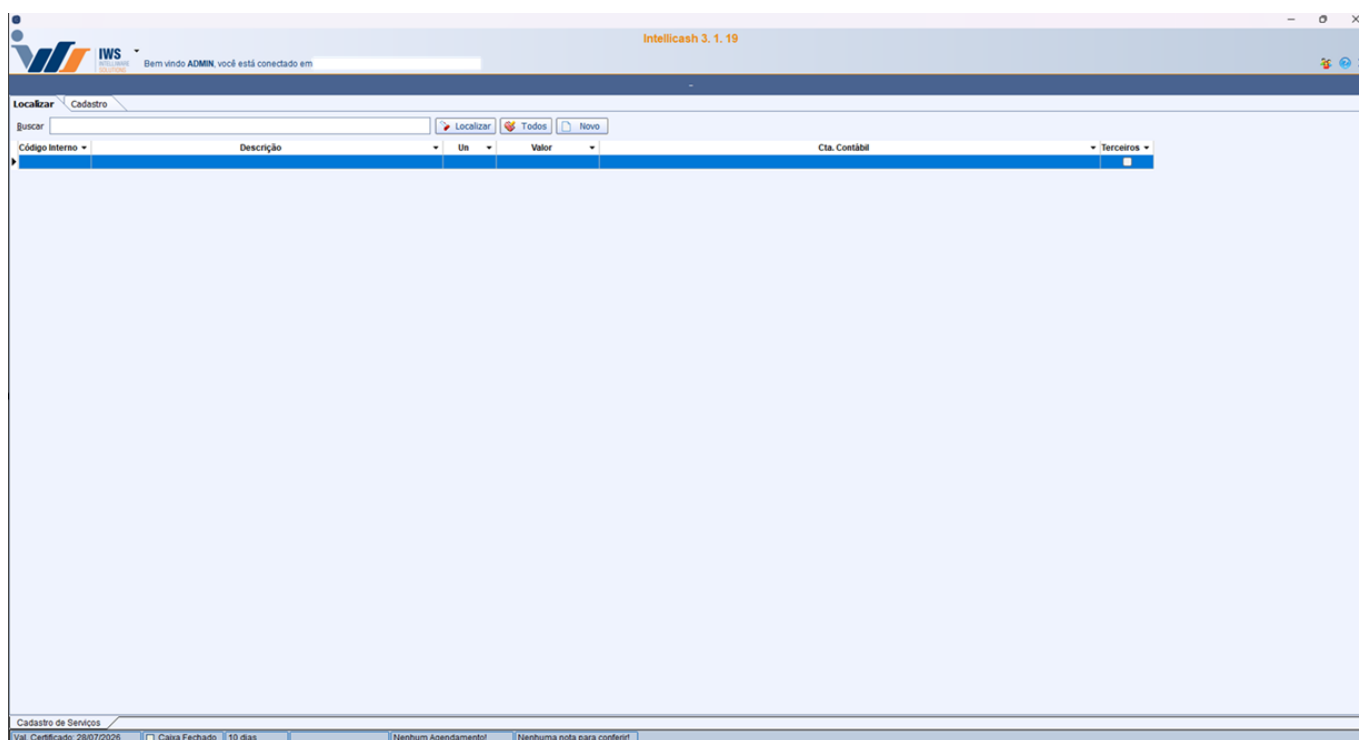 Intellicash 3. 1. 19
IWS
INTELLIWARE
SOLUTIONS
Bem vindo ADMIN, você está conectado em
-
Localizar Cadastro
Buscar Localizar Todos Novo
Código Interno Descrição Un Valor Cta. Contábil Terceiros
Cadastro de Serviços
Val. Certificado: 28/07/2026 Caixa Fechado 10 dias Nenhum Agendamento! Nenhuma nota para conferir!